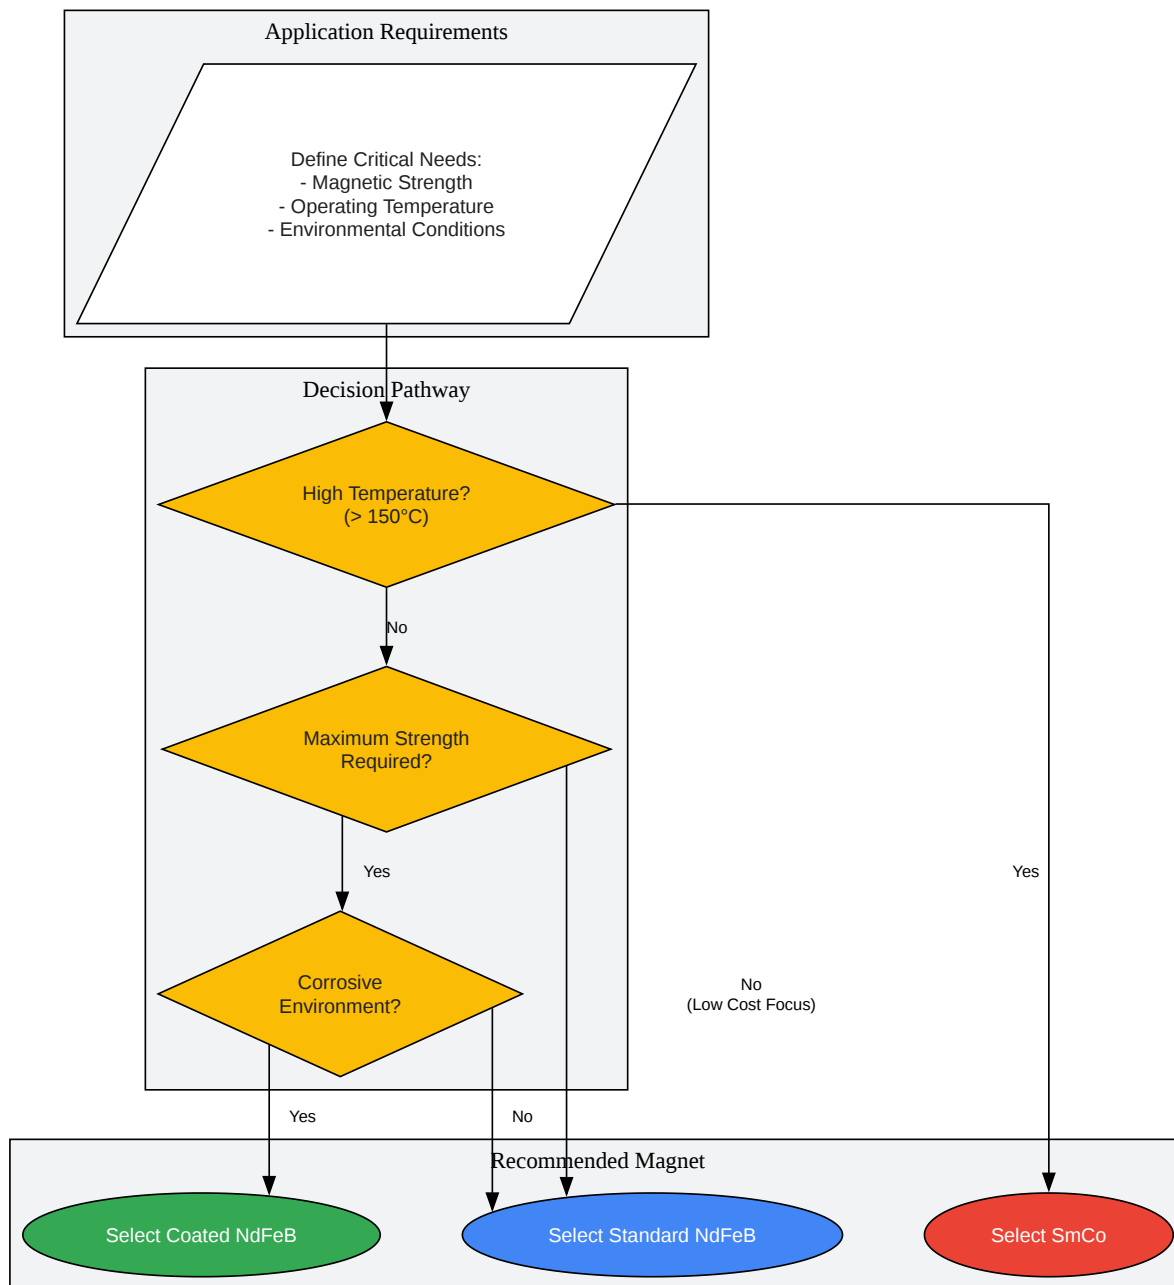 Application Requirements
Define Critical Needs:
- Magnetic Strength
- Operating Temperature
- Environmental Conditions
Decision Pathway
High Temperature?
(> 150°C)
No
Maximum Strength
Required?
Yes
Yes
Corrosive
Environment?
No
(Low Cost Focus)
Yes
No
Recommended Magnet
Select Coated NdFeB
Select Standard NdFeB
Select SmCo